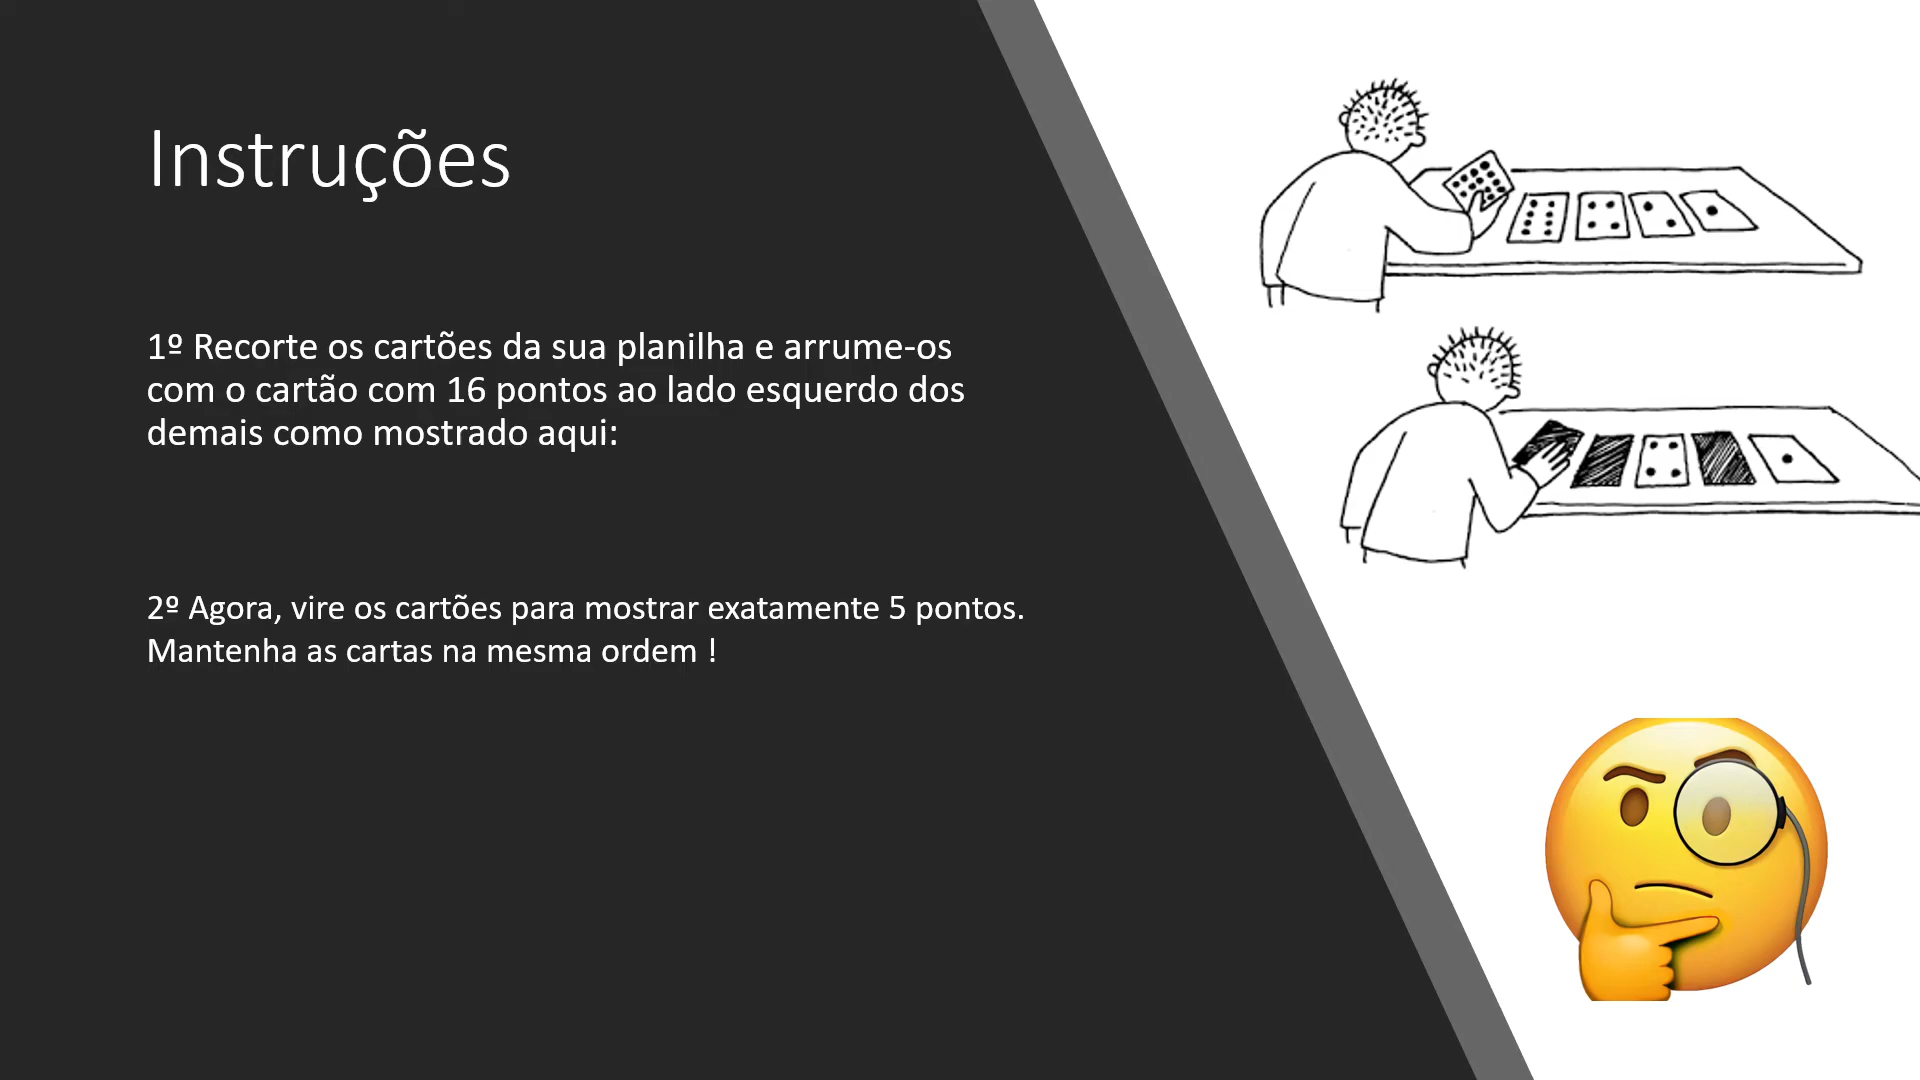 Instruções
1º Recorte os cartões da sua planilha e arrume-os
com o cartão com 16 pontos ao lado esquerdo dos
demais como mostrado aqui:
2º Agora, vire os cartões para mostrar exatamente 5 pontos.
Mantenha as cartas na mesma ordem !